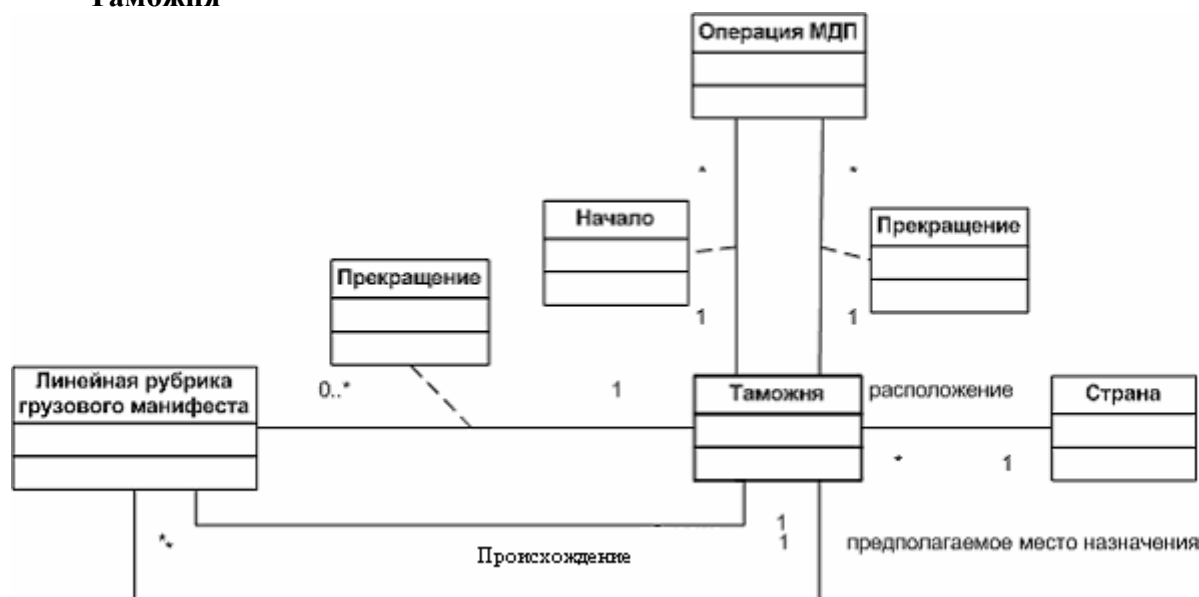 Таможня
Операция МДП
*
*
Начало
Прекращение
Прекращение
1
1
Линейная рубрика
грузового манифеста
0..*
1
Таможня
расположение
Страна
*
1
*
*
1
1
Происхождение
предполагаемое место назначения